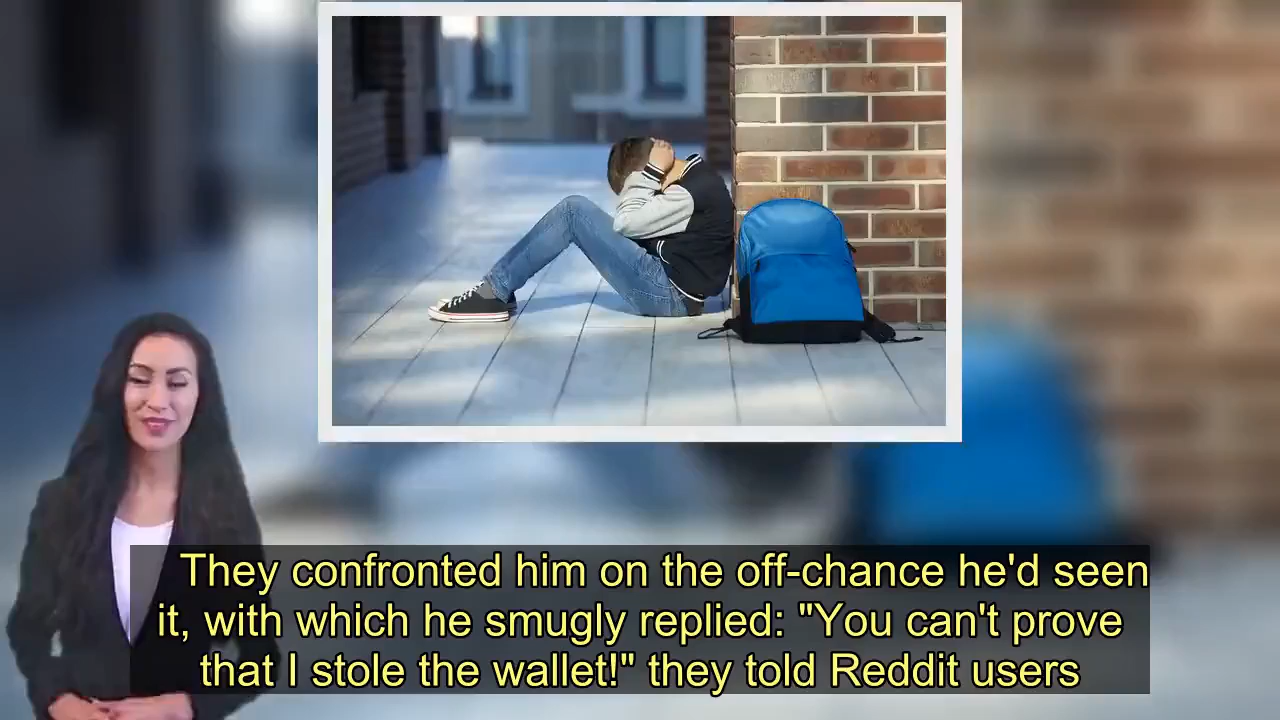 They confronted him on the off-chance he'd seen
it, with which he smugly replied: "You can't prove
that I stole the wallet!" they told Reddit users